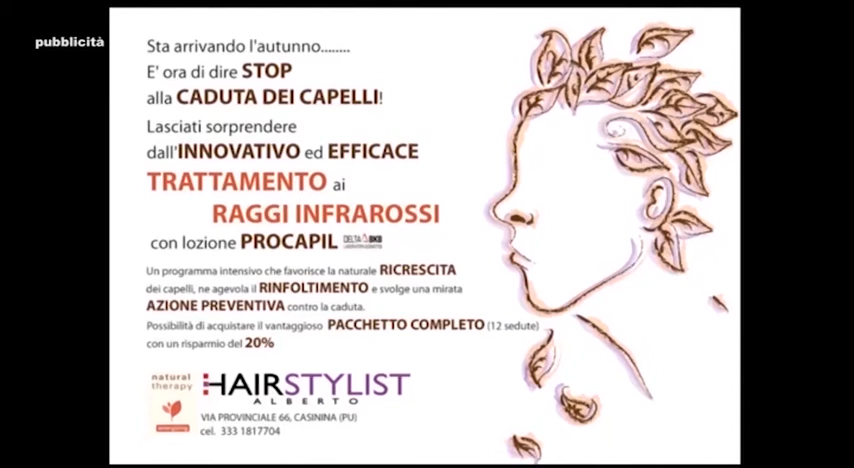 pubblicità
Sta arrivando l'autunno........
E' ora di dire STOP
alla CADUTA DEI CAPELLI!
Lasciati sorprendere
dall'INNOVATIVO ed EFFICACE
TRATTAMENTO ai
RAGGI INFRAROSSI
con lozione PROCAPIL DELTA BKB
Un programma intensivo che favorisce la naturale RICRESCITA
dei capelli, ne agevola il RINFOLTIMENTO e svolge una mirata
AZIONE PREVENTIVA contro la caduta.
Possibilità di acquistare il vantaggioso PACCHETTO COMPLETO (12 sedute)
con un risparmio del 20%
natural
therapy
energizing
HAIRSTYLIST
ALBERTO
VIA PROVINCIALE 66, CASININA (PU)
cel. 333 1817704